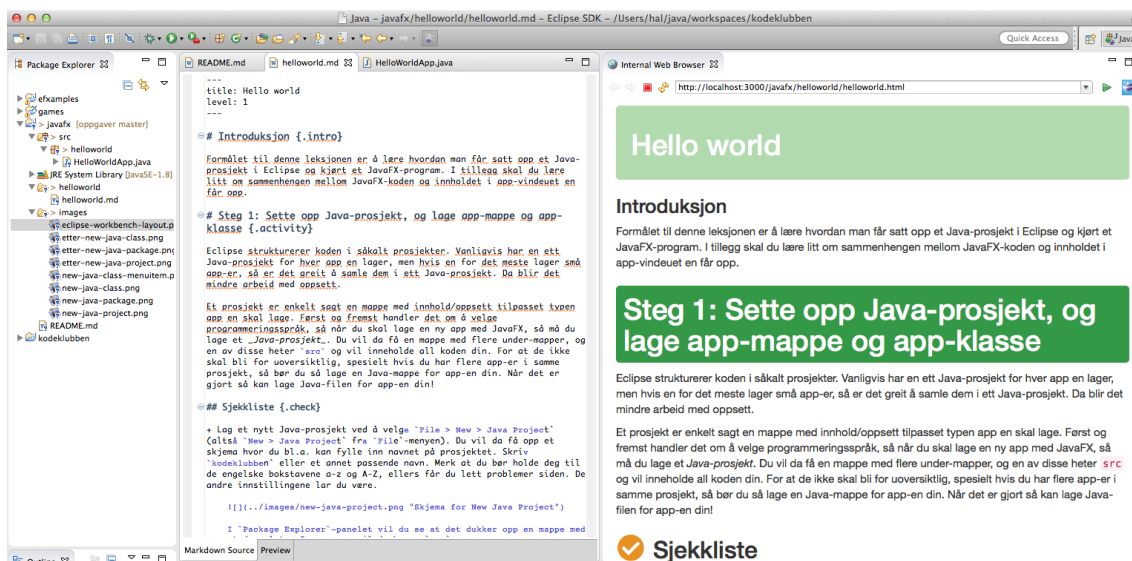 Java – javafx/helloworld/helloworld.md – Eclipse SDK – /Users/hal/java/workspaces/kodeklubben
Quick Access
Java
Package Explorer
efxamples
games
> javafx [oppgaver master]
> src
> helloworld
> HelloWorldApp.java
JRE System Library [JavaSE-1.8]
> helloworld
helloworld.md
> images
eclipse-workbench-layout.p
etter-new-java-class.png
etter-new-java-package.png
etter-new-java-project.png
new-java-class-menuitem.p
new-java-class.png
new-java-package.png
new-java-project.png
README.md
kodeklubben
Outline
README.md
helloworld.md
HelloWorldApp.java
---
title: Hello world
level: 1
---
# Introduksjon {.intro}
Formålet til denne leksjonen er å lære hvordan man får satt opp et Java-
prosjekt i Eclipse og kjørt et JavaFX-program. I tillegg skal du lære
litt om sammenhengen mellom JavaFX-koden og innholdet i app-vinduet en
får opp.
# Steg 1: Sette opp Java-prosjekt, og lage app-mappe og app-
klasse {.activity}
Eclipse strukturerer koden i såkalt prosjekter. Vanligvis har en ett
Java-prosjekt for hver app en lager, men hvis en for det meste lager små
app-er, så er det greit å samle dem i ett Java-prosjekt. Da blir det
mindre arbeid med oppsett.
Et prosjekt er enkelt sagt en mappe med innhold/oppsett tilpasset typen
app en skal lage. Først og fremst handler det om å velge
programmeringsspråk, så når du skal lage en ny app med JavaFX, så må du
lage et _Java-prosjekt_. Du vil da få en mappe med flere under-mapper, og
en av disse heter `src` og vil inneholde all koden din. For at de ikke
skal bli for uoversiktlig, spesielt hvis du har flere app-er i samme
prosjekt, så bør du så lage en Java-mappe for app-en din. Når det er
gjort så kan lage Java-filen for app-en din!
## Sjekkliste {.check}
+ Lag et nytt Java-prosjekt ved å velge `File > New > Java Project`
(altså `New > Java Project` fra `File`-menyen). Du vil da få opp et
skjema hvor du bl.a. kan fylle inn navnet på prosjektet. Skriv
`kodeklubben` eller et annet passende navn. Merk at du bør holde deg til
de engelske bokstavene a-z og A-Z, ellers får du lett problemer siden. De
andre innstillingene lar du være.
![](../images/new-java-project.png "Skjema for New Java Project")
I `Package Explorer`-panelet vil du se at det dukker opp en mappe med
Markdown Source
Preview
Internal Web Browser
http://localhost:3000/javafx/helloworld/helloworld.html
Hello world
Introduksjon
Formålet til denne leksjonen er å lære hvordan man får satt opp et Java-prosjekt i Eclipse og kjørt et
JavaFX-program. I tillegg skal du lære litt om sammenhengen mellom JavaFX-koden og innholdet i
app-vindeuet en får opp.
Steg 1: Sette opp Java-prosjekt, og
lage app-mappe og app-klasse
Eclipse strukturerer koden i såkalt prosjekter. Vanligvis har en ett Java-prosjekt for hver app en lager,
men hvis en for det meste lager små app-er, så er det greit å samle dem i ett Java-prosjekt. Da blir det
mindre arbeid med oppsett.
Et prosjekt er enkelt sagt en mappe med innhold/oppsett tilpasset typen app en skal lage. Først og
fremst handler det om å velge programmeringsspråk, så når du skal lage en ny app med JavaFX, så
må du lage et Java-prosjekt. Du vil da få en mappe med flere under-mapper, og en av disse heter src
og vil inneholde all koden din. For at de ikke skal bli for uoversiktlig, spesielt hvis du har flere app-er i
samme prosjekt, så bør du så lage en Java-mappe for app-en din. Når det er gjort så kan lage Java-
filen for app-en din!
Sjekkliste